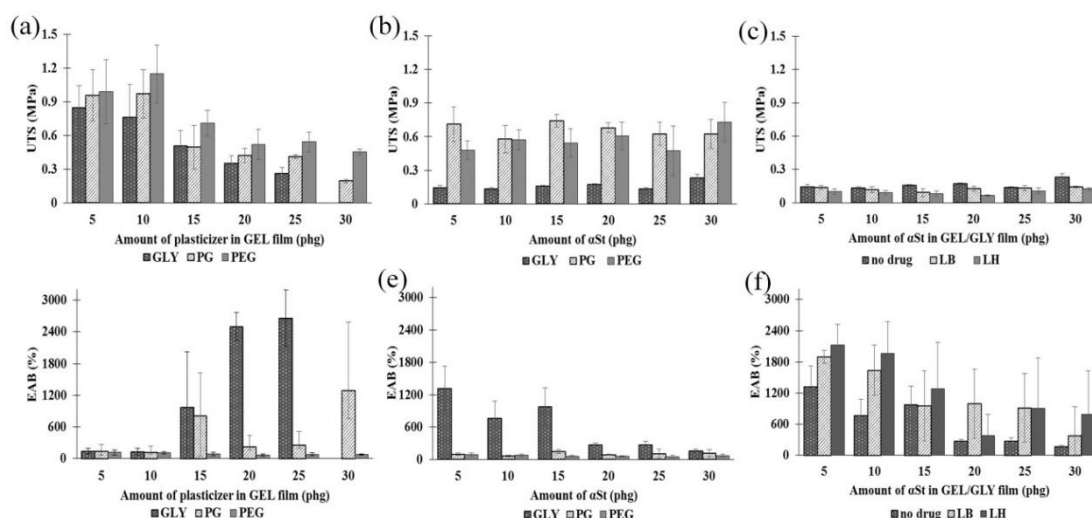 (a)
1.5
1.2
0.9
0.6
0.3
0
UTS (MPa)
5 10 15 20 25 30
Amount of plasticizer in GEL film (phg)
GLY PG PEG
(b)
1.5
1.2
0.9
0.6
0.3
0
UTS (MPa)
5 10 15 20 25 30
Amount of αSt (phg)
GLY PG PEG
(c)
1.5
1.2
0.9
0.6
0.3
0
UTS (MPa)
5 10 15 20 25 30
Amount of αSt in GEL/GLY film (phg)
no drug LB LH
3000
2400
1800
1200
600
0
EAB (%)
5 10 15 20 25 30
Amount of plasticizer in GEL film (phg)
GLY PG PEG
(e)
3000
2400
1800
1200
600
0
EAB (%)
5 10 15 20 25 30
Amount of αSt (phg)
GLY PG PEG
(f)
3000
2400
1800
1200
600
0
EAB (%)
5 10 15 20 25 30
Amount of αSt in GEL/GLY film (phg)
no drug LB LH